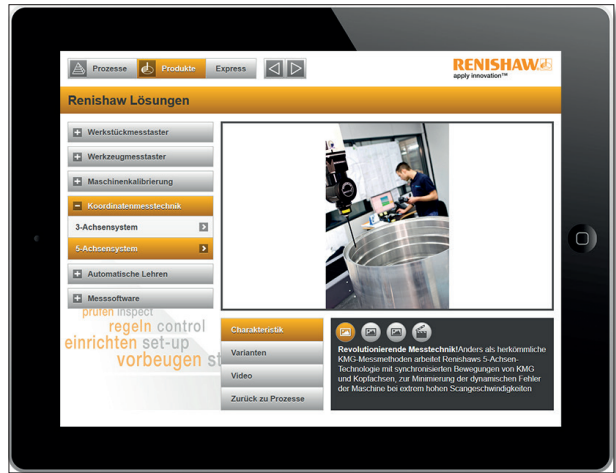 Prozesse Produkte Express
RENISHAW
apply innovation™
Renishaw Lösungen
Werkstückmesstaster
Werkzeugmesstaster
Maschinenkalibrierung
Koordinatenmesstechnik
3-Achsensystem
5-Achsensystem
Automatische Lehren
Messsoftware
prüfen inspect
regeln control
einrichten set-up
vorbeugen st
Charakteristik
Varianten
Video
Zurück zu Prozesse
Revolutionierende Messtechnik!Anders als herkömmliche
KMG-Messmethoden arbeitet Renishaws 5-Achsen-
Technologie mit synchronisierten Bewegungen von KMG
und Kopfachsen, zur Minimierung der dynamischen Fehler
der Maschine bei extrem hohen Scangeschwindigkeiten